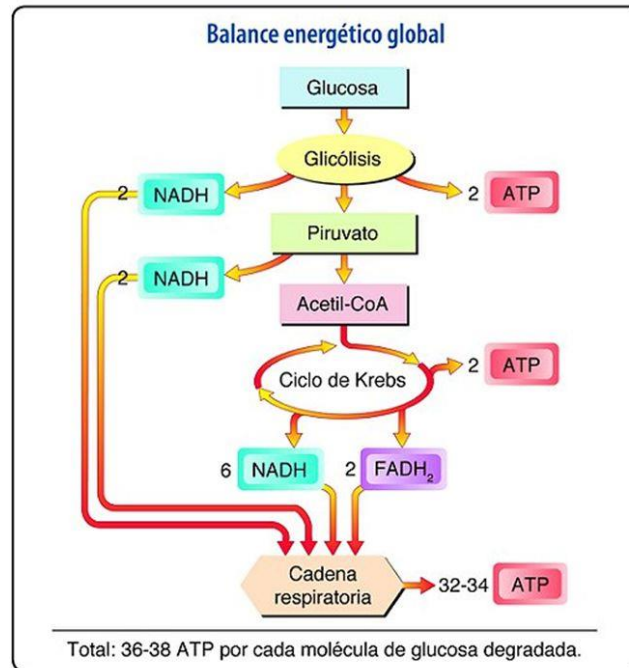 Balance energético global
Glucosa
Glicólisis
2 NADH
2 ATP
Piruvato
2 NADH
Acetil-CoA
Ciclo de Krebs
2 ATP
6 NADH
2 FADH₂
Cadena
respiratoria
32-34 ATP
Total: 36-38 ATP por cada molécula de glucosa degradada.